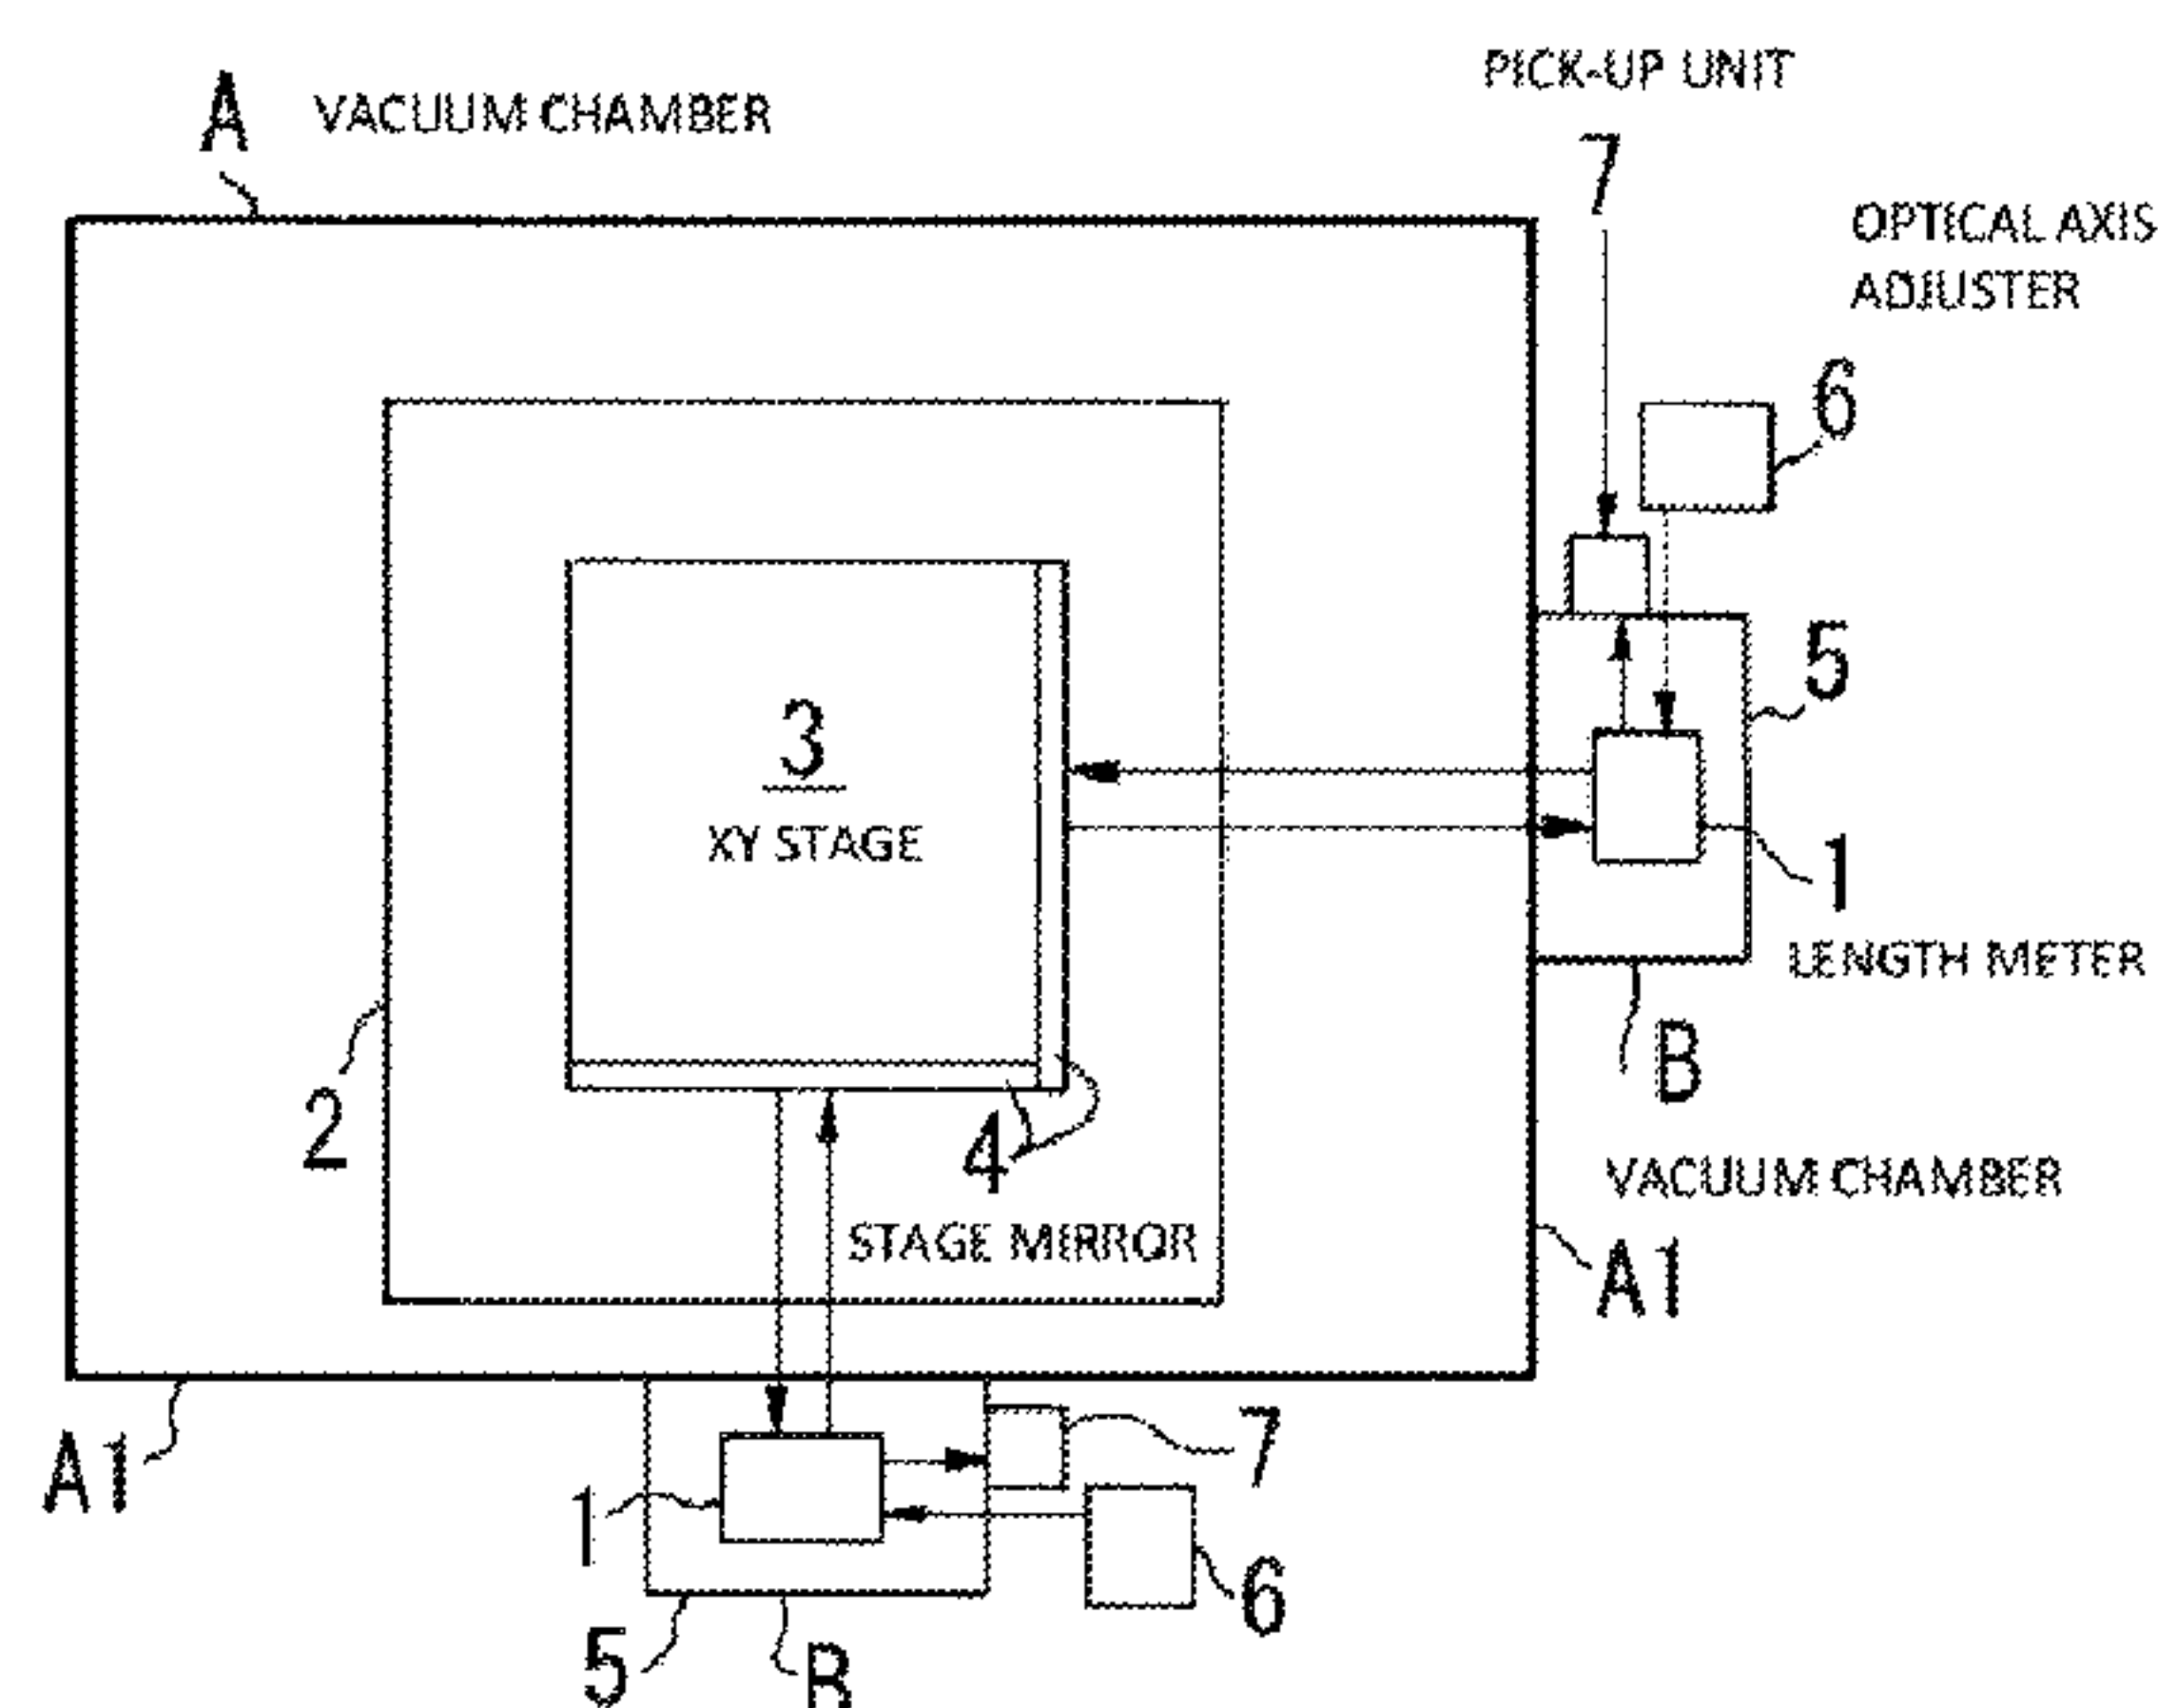 PICK-UP UNIT
A VACUUM CHAMBER
7
OPTICAL AXIS
ADJUSTER
6
5
3
XY STAGE
1
LENGTH METER
B
2
4
VACUUM CHAMBER
STAGE MIRROR
A1
A1
7
1
6
5
B